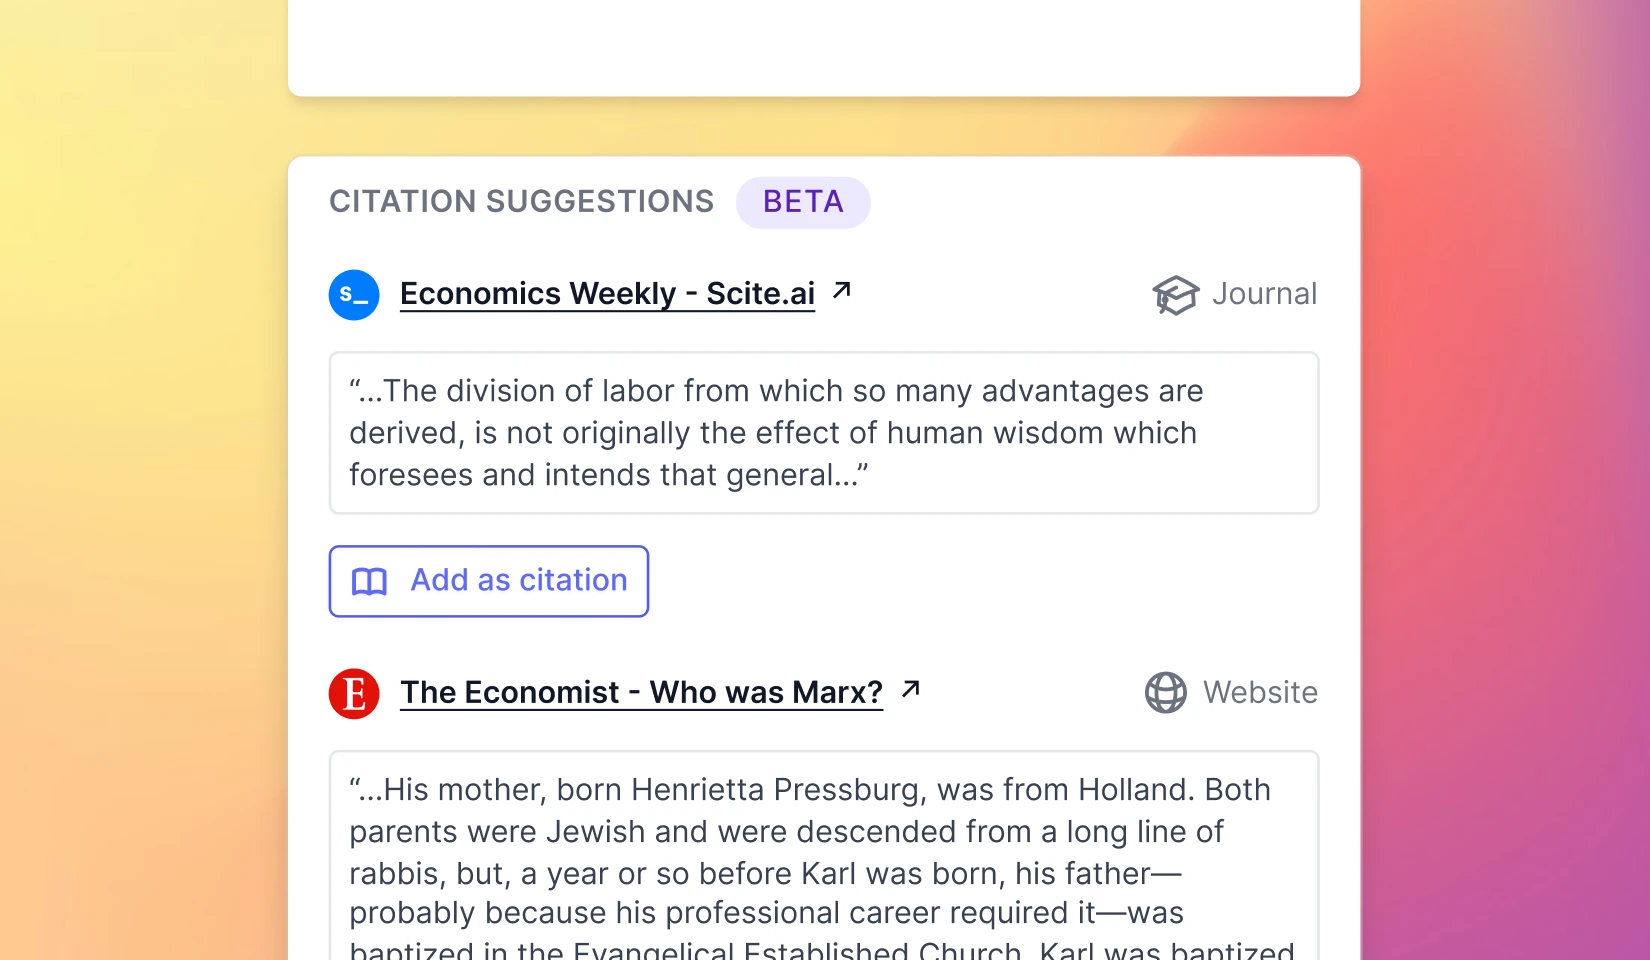 CITATION SUGGESTIONS BETA
s_ Economics Weekly - Scite.ai ↗ Journal
“...The division of labor from which so many advantages are
derived, is not originally the effect of human wisdom which
foresees and intends that general...”
Add as citation
E The Economist - Who was Marx? ↗ Website
“...His mother, born Henrietta Pressburg, was from Holland. Both
parents were Jewish and were descended from a long line of
rabbis, but, a year or so before Karl was born, his father—
probably because his professional career required it—was
baptized in the Evangelical Established Church. Karl was baptized